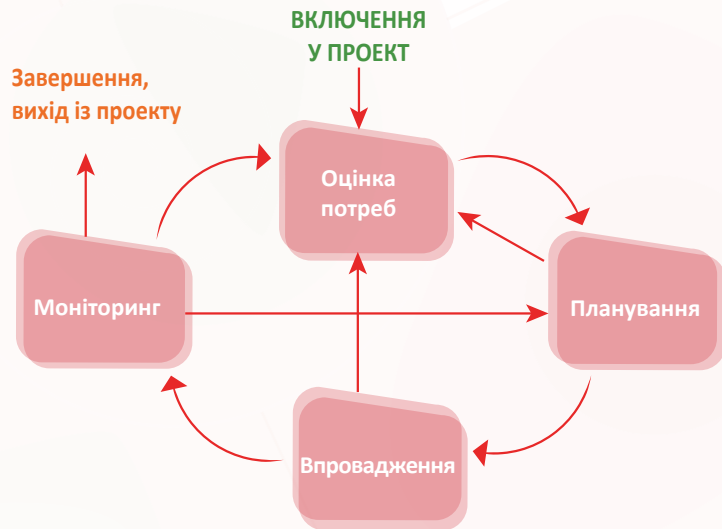 ВКЛЮЧЕННЯ
У ПРОЕКТ
Завершення,
вихід із проекту
Оцінка
потреб
Моніторинг
Планування
Впровадження